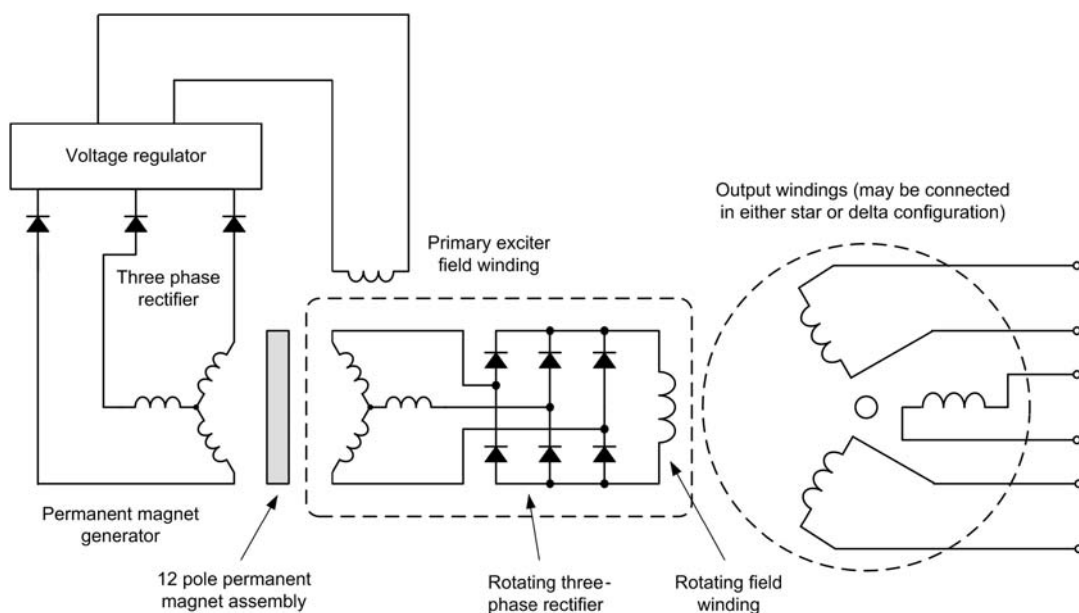 Voltage regulator
Output windings (may be connected
in either star or delta configuration)
Primary exciter
field winding
Three phase
rectifier
Permanent magnet
generator
12 pole permanent
magnet assembly
Rotating three-
phase rectifier
Rotating field
winding